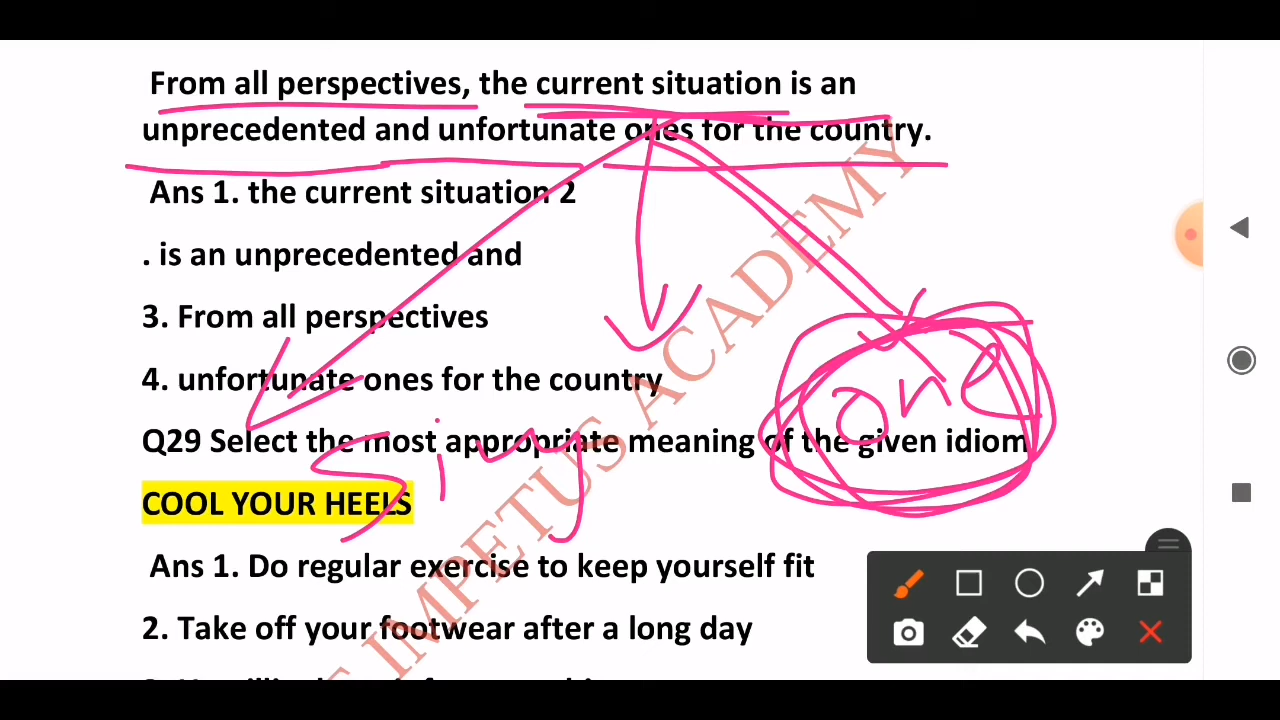 From all perspectives, the current situation is an
unprecedented and unfortunate ones for the country.
Ans 1. the current situation 2
. is an unprecedented and
3. From all perspectives
4. unfortunate ones for the country
one
Q29 Select the most appropriate meaning of the given idiom
Sing
COOL YOUR HEELS
Ans 1. Do regular exercise to keep yourself fit
2. Take off your footwear after a long day
IMPETUS ACADEMY